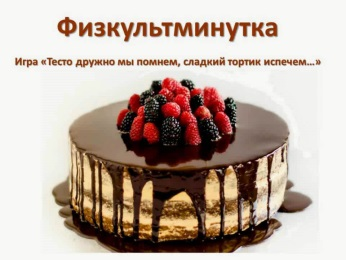 Физкультминутка
Игра «Тесто дружно мы помнем, сладкий тортик испечем…»